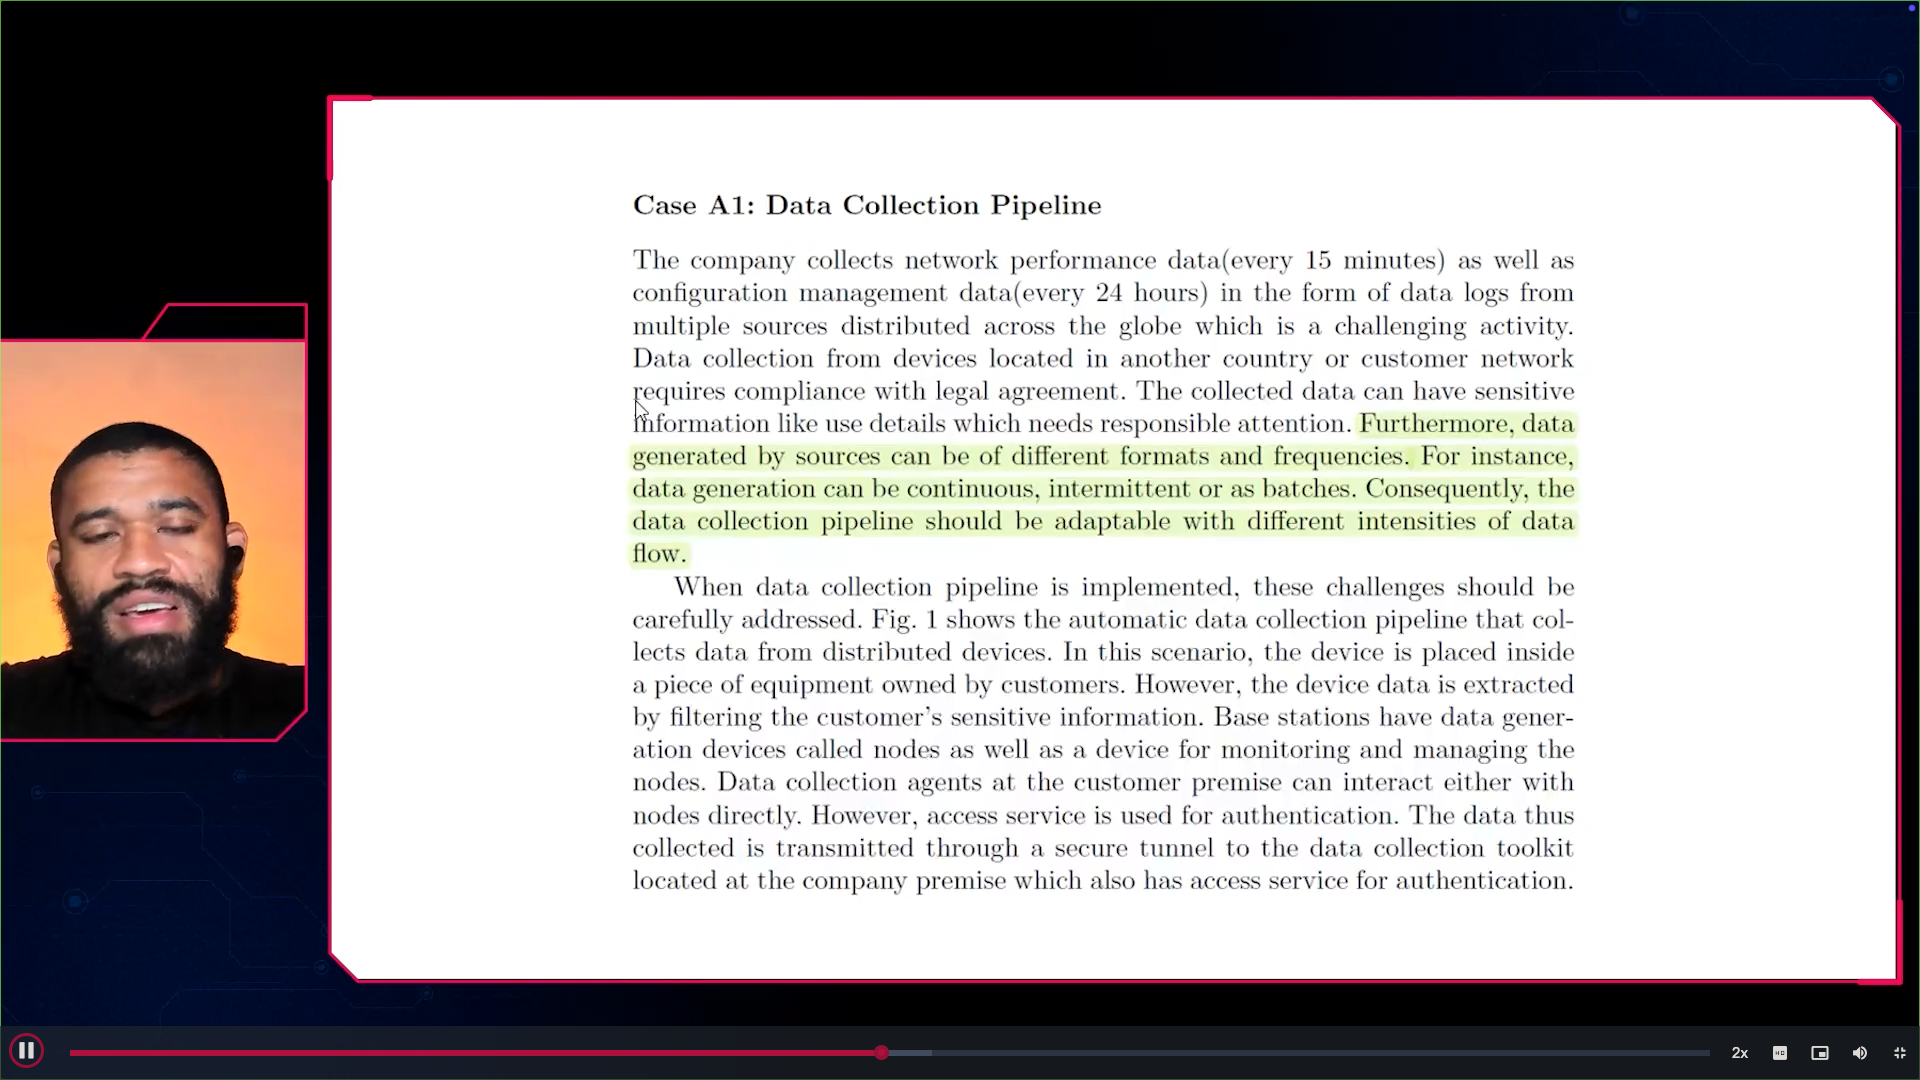 Case A1: Data Collection Pipeline
The company collects network performance data(every 15 minutes) as well as
configuration management data(every 24 hours) in the form of data logs from
multiple sources distributed across the globe which is a challenging activity.
Data collection from devices located in another country or customer network
requires compliance with legal agreement. The collected data can have sensitive
information like use details which needs responsible attention. Furthermore, data
generated by sources can be of different formats and frequencies. For instance,
data generation can be continuous, intermittent or as batches. Consequently, the
data collection pipeline should be adaptable with different intensities of data
flow.
When data collection pipeline is implemented, these challenges should be
carefully addressed. Fig. 1 shows the automatic data collection pipeline that col-
lects data from distributed devices. In this scenario, the device is placed inside
a piece of equipment owned by customers. However, the device data is extracted
by filtering the customer's sensitive information. Base stations have data gener-
ation devices called nodes as well as a device for monitoring and managing the
nodes. Data collection agents at the customer premise can interact either with
nodes directly. However, access service is used for authentication. The data thus
collected is transmitted through a secure tunnel to the data collection toolkit
located at the company premise which also has access service for authentication.
2x
HD